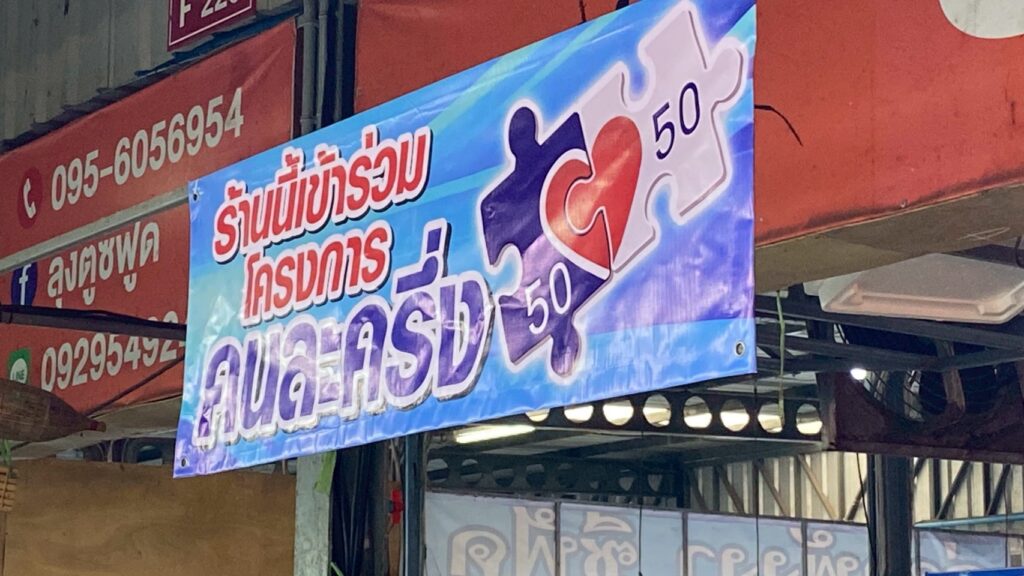 095-6056954
ลุงตูซฟูด
ร้านนี้เข้าร่วม
โครงการ
คนละครึ่ง
50
50